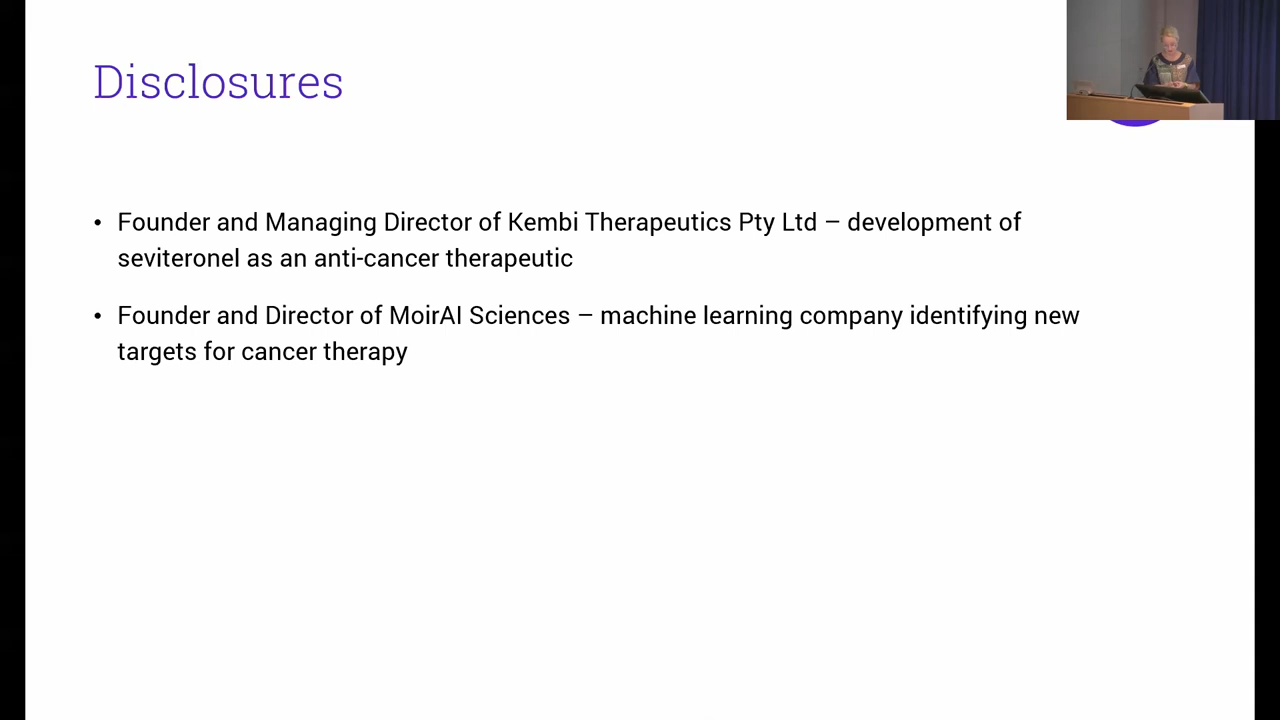 Disclosures
• Founder and Managing Director of Kembi Therapeutics Pty Ltd – development of
seviteronel as an anti-cancer therapeutic
• Founder and Director of MoirAI Sciences – machine learning company identifying new
targets for cancer therapy